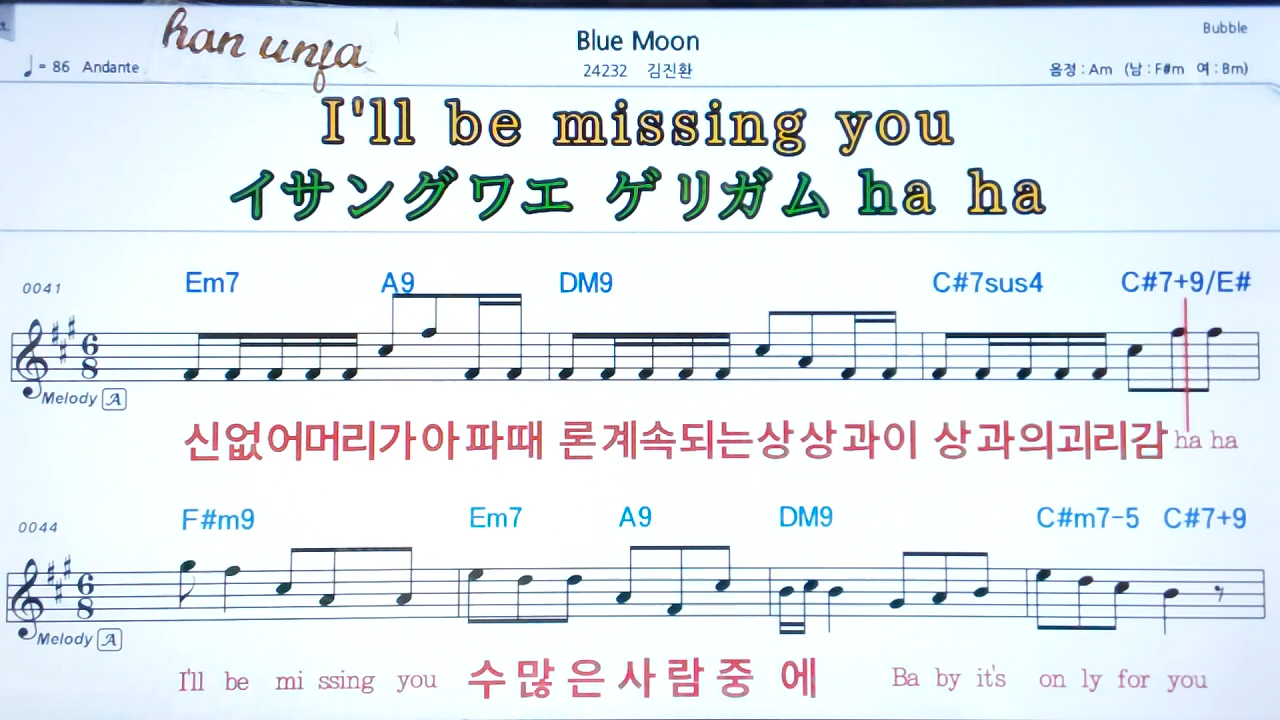 han unfa
Blue Moon
Bubble
♩= 86 Andante
24232 김진환
음정 : Am (남 : F#m 여 : Bm)
I'll be missing you
イサングワエ ゲリガム ha ha
0041
Em7 A9 DM9 C#7sus4 C#7+9/E#
6
8
Melody A
신없어머리가아파때 론계속되는상상과이 상과의괴리감 ha ha
0044
F#m9 Em7 A9 DM9 C#m7-5 C#7+9
6
8
Melody A
I'll be mi ssing you 수많은사람중 에 Ba by it's on ly for you